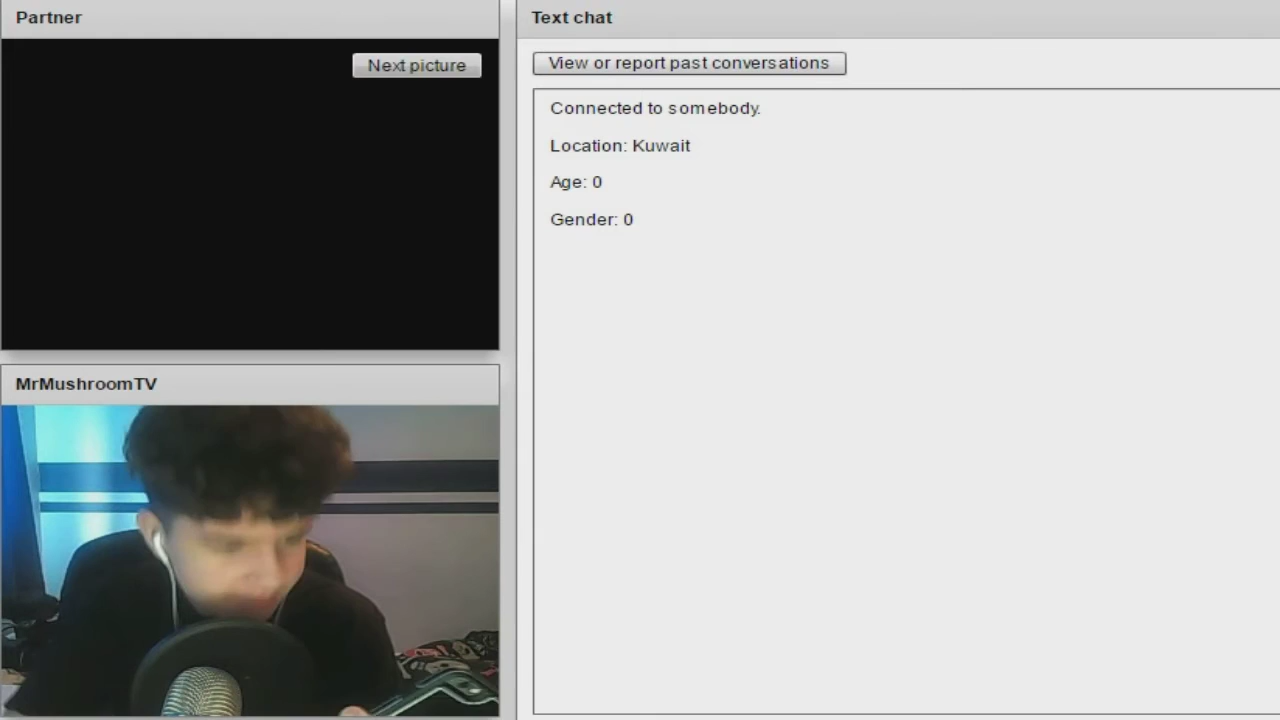 Partner
Next picture
MrMushroomTV
Text chat
View or report past conversations
Connected to somebody.
Location: Kuwait
Age: 0
Gender: 0